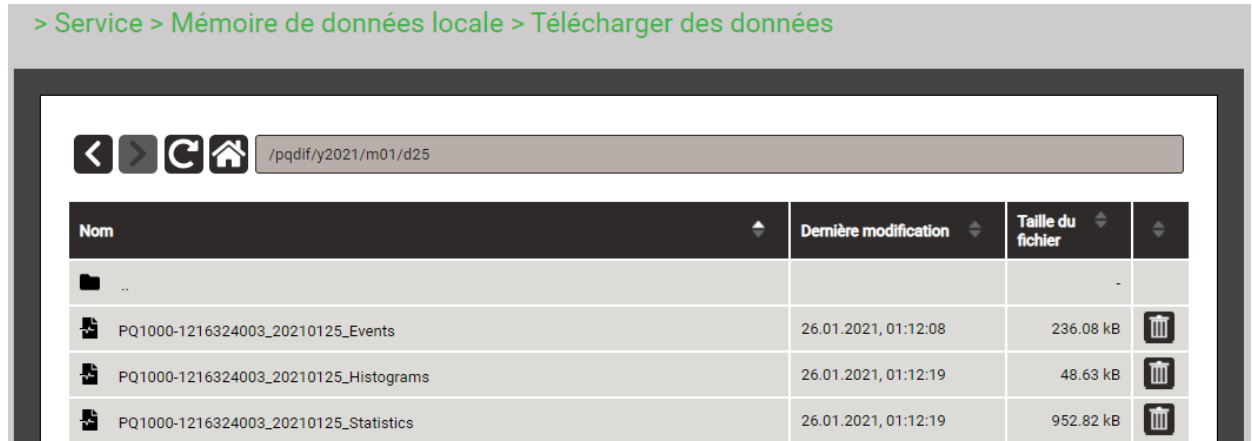 > Service > Mémoire de données locale > Télécharger des données
/pqdif/y2021/m01/d25
Nom Dernière modification Taille du fichier
.. -
PQ1000-1216324003_20210125_Events 26.01.2021, 01:12:08 236.08 kB
PQ1000-1216324003_20210125_Histograms 26.01.2021, 01:12:19 48.63 kB
PQ1000-1216324003_20210125_Statistics 26.01.2021, 01:12:19 952.82 kB